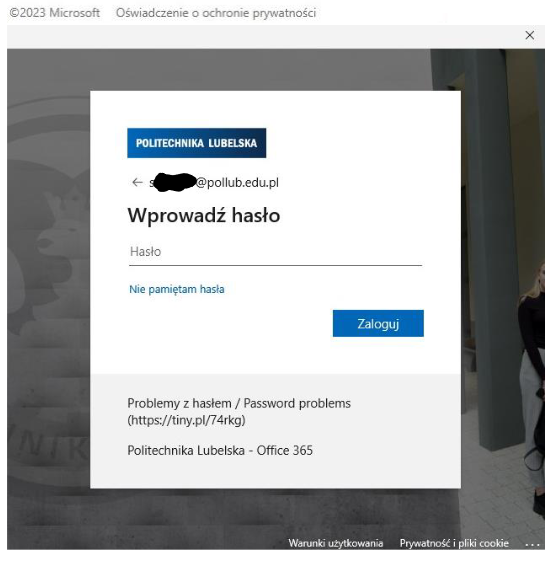 ©2023 Microsoft Oświadczenie o ochronie prywatności
POLITECHNIKA LUBELSKA
s @pollub.edu.pl
Wprowadź hasło
Hasło
Nie pamiętam hasła
Zaloguj
Problemy z hasłem / Password problems
(https://tiny.pl/74rkg)
Politechnika Lubelska - Office 365
Warunki użytkowania Prywatność i pliki cookie ...